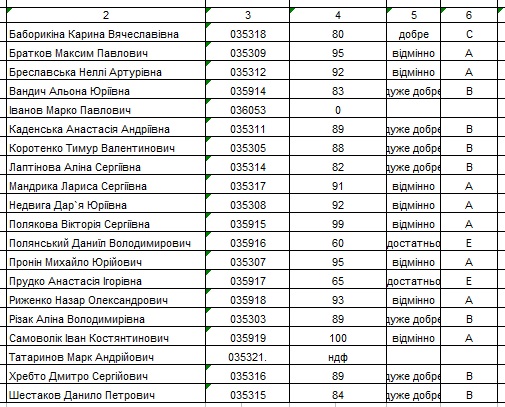 2 3 4 5 6
Баборикіна Карина Вячеславівна 035318 80 добре C
Братков Максим Павлович 035309 95 відмінно A
Бреславська Неллі Артурівна 035312 92 відмінно A
Вандич Альона Юріївна 035914 83 дуже добре B
Іванов Марко Павлович 036053 0
Каденська Анастасія Андріївна 035311 89 дуже добре B
Коротенко Тимур Валентинович 035305 88 дуже добре B
Лаптінова Аліна Сергіївна 035314 82 дуже добре B
Мандрика Лариса Сергіївна 035317 91 відмінно A
Недвига Дар`я Юріївна 035308 92 відмінно A
Полякова Вікторія Сергіївна 035915 99 відмінно A
Полянський Даниїл Володимирович 035916 60 достатньо E
Пронін Михайло Юрійович 035307 95 відмінно A
Прудко Анастасія Ігорівна 035917 65 достатньо E
Риженко Назар Олександрович 035918 93 відмінно A
Різак Аліна Володимирівна 035303 89 дуже добре B
Самоволік Іван Костянтинович 035919 100 відмінно A
Татаринов Марк Андрійович 035321. ндф
Хребто Дмитро Сергійович 035316 89 дуже добре B
Шестаков Данило Петрович 035315 84 дуже добре B